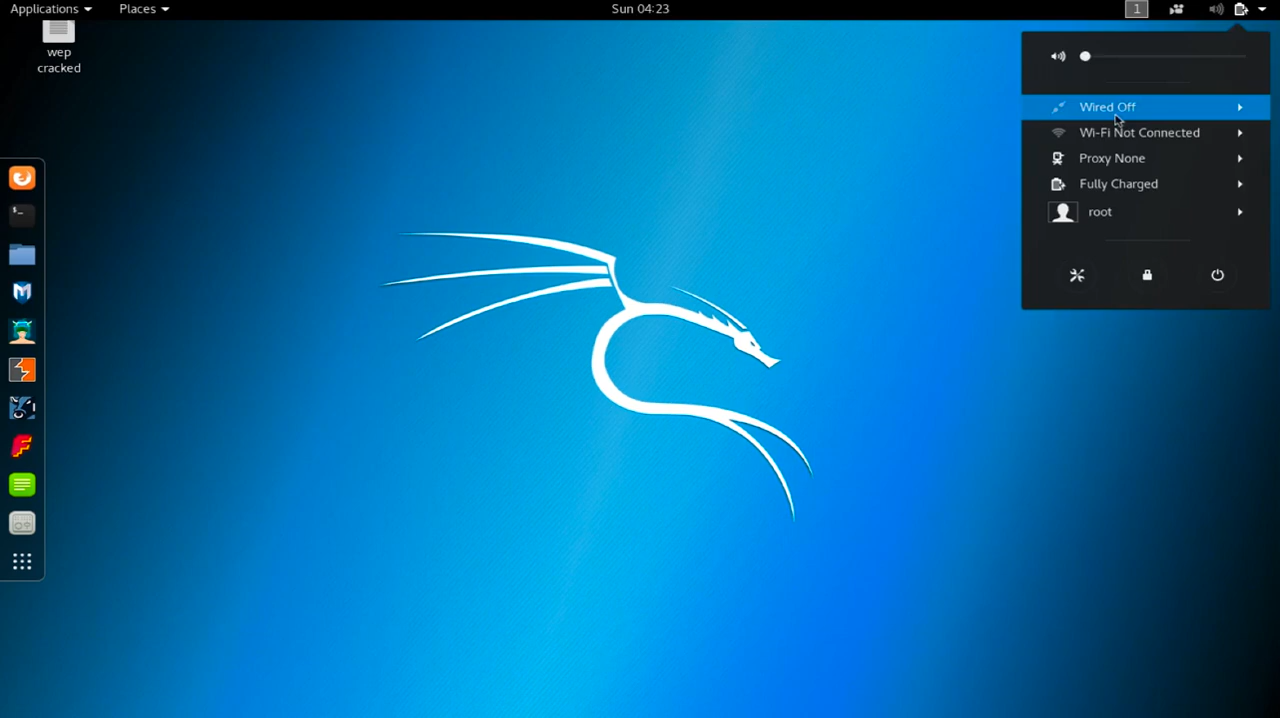 Applications
Places
Sun 04:23
1
wep
cracked
Wired Off
Wi-Fi Not Connected
Proxy None
Fully Charged
root